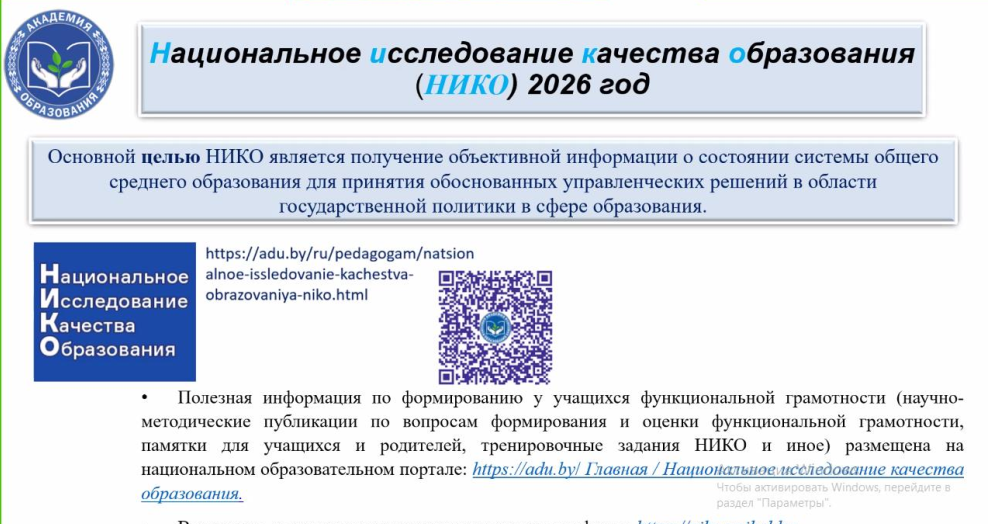 АКАДЕМИЯ
ОБРАЗОВАНИЯ
Национальное исследование качества образования
(НИКО) 2026 год
Основной целью НИКО является получение объективной информации о состоянии системы общего
среднего образования для принятия обоснованных управленческих решений в области
государственной политики в сфере образования.
Национальное
Исследование
Качества
Образования
https://adu.by/ru/pedagogam/natsion
alnoe-issledovanie-kachestva-
obrazovaniya-niko.html
• Полезная информация по формированию у учащихся функциональной грамотности (научно-
методические публикации по вопросам формирования и оценки функциональной грамотности,
памятки для учащихся и родителей, тренировочные задания НИКО и иное) размещена на
национальном образовательном портале: https://adu.by/ Главная / Национальное исследование качества
образования.
Чтобы активировать Windows, перейдите в
раздел "Параметры".